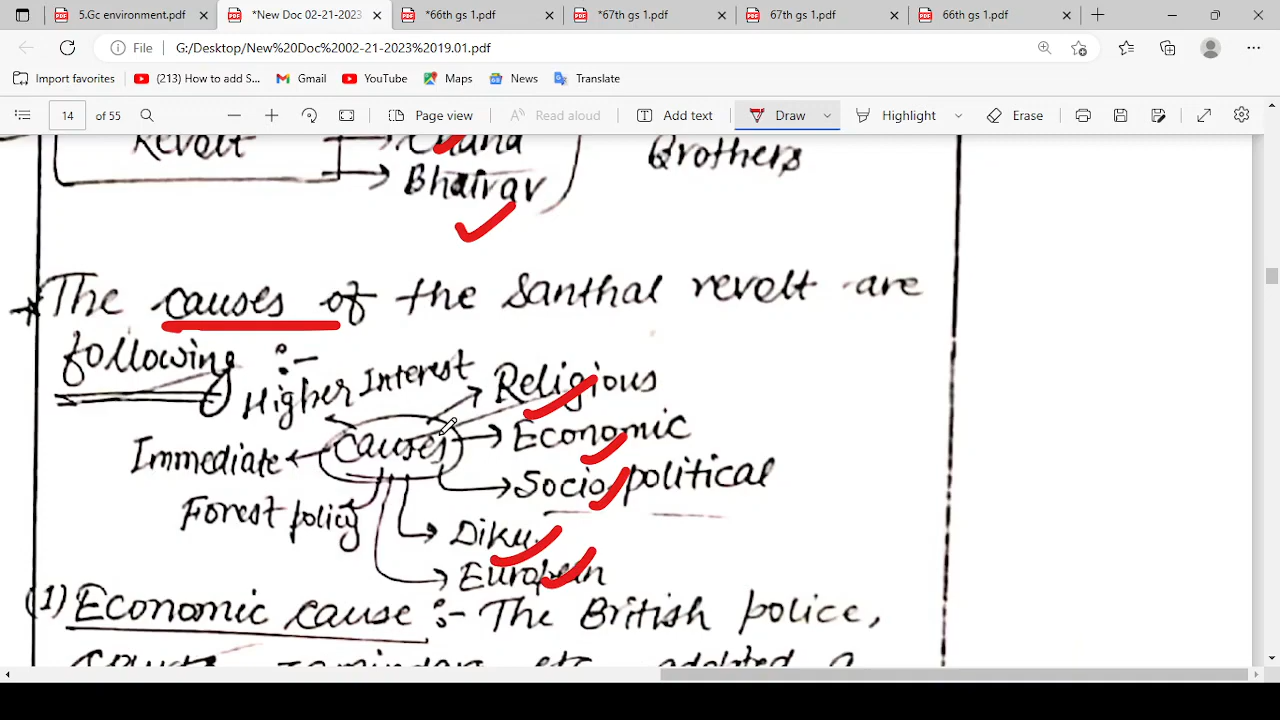 5.Gc environment.pdf
*New Doc 02-21-2023
*66th gs 1.pdf
*67th gs 1.pdf
67th gs 1.pdf
66th gs 1.pdf
File G:/Desktop/New%20Doc%2002-21-2023%2019.01.pdf
Import favorites (213) How to add S... Gmail YouTube Maps News Translate
14 of 55 Page view Read aloud Add text Draw Highlight Erase
Revolt
Chand
Bhairav
Brothers
The causes of the Santhal revolt are
following :-
Higher Interest
Religious
Causes
Economic
Immediate
Socio political
Forest policy
Diku
European
(1) Economic cause :- The British police,